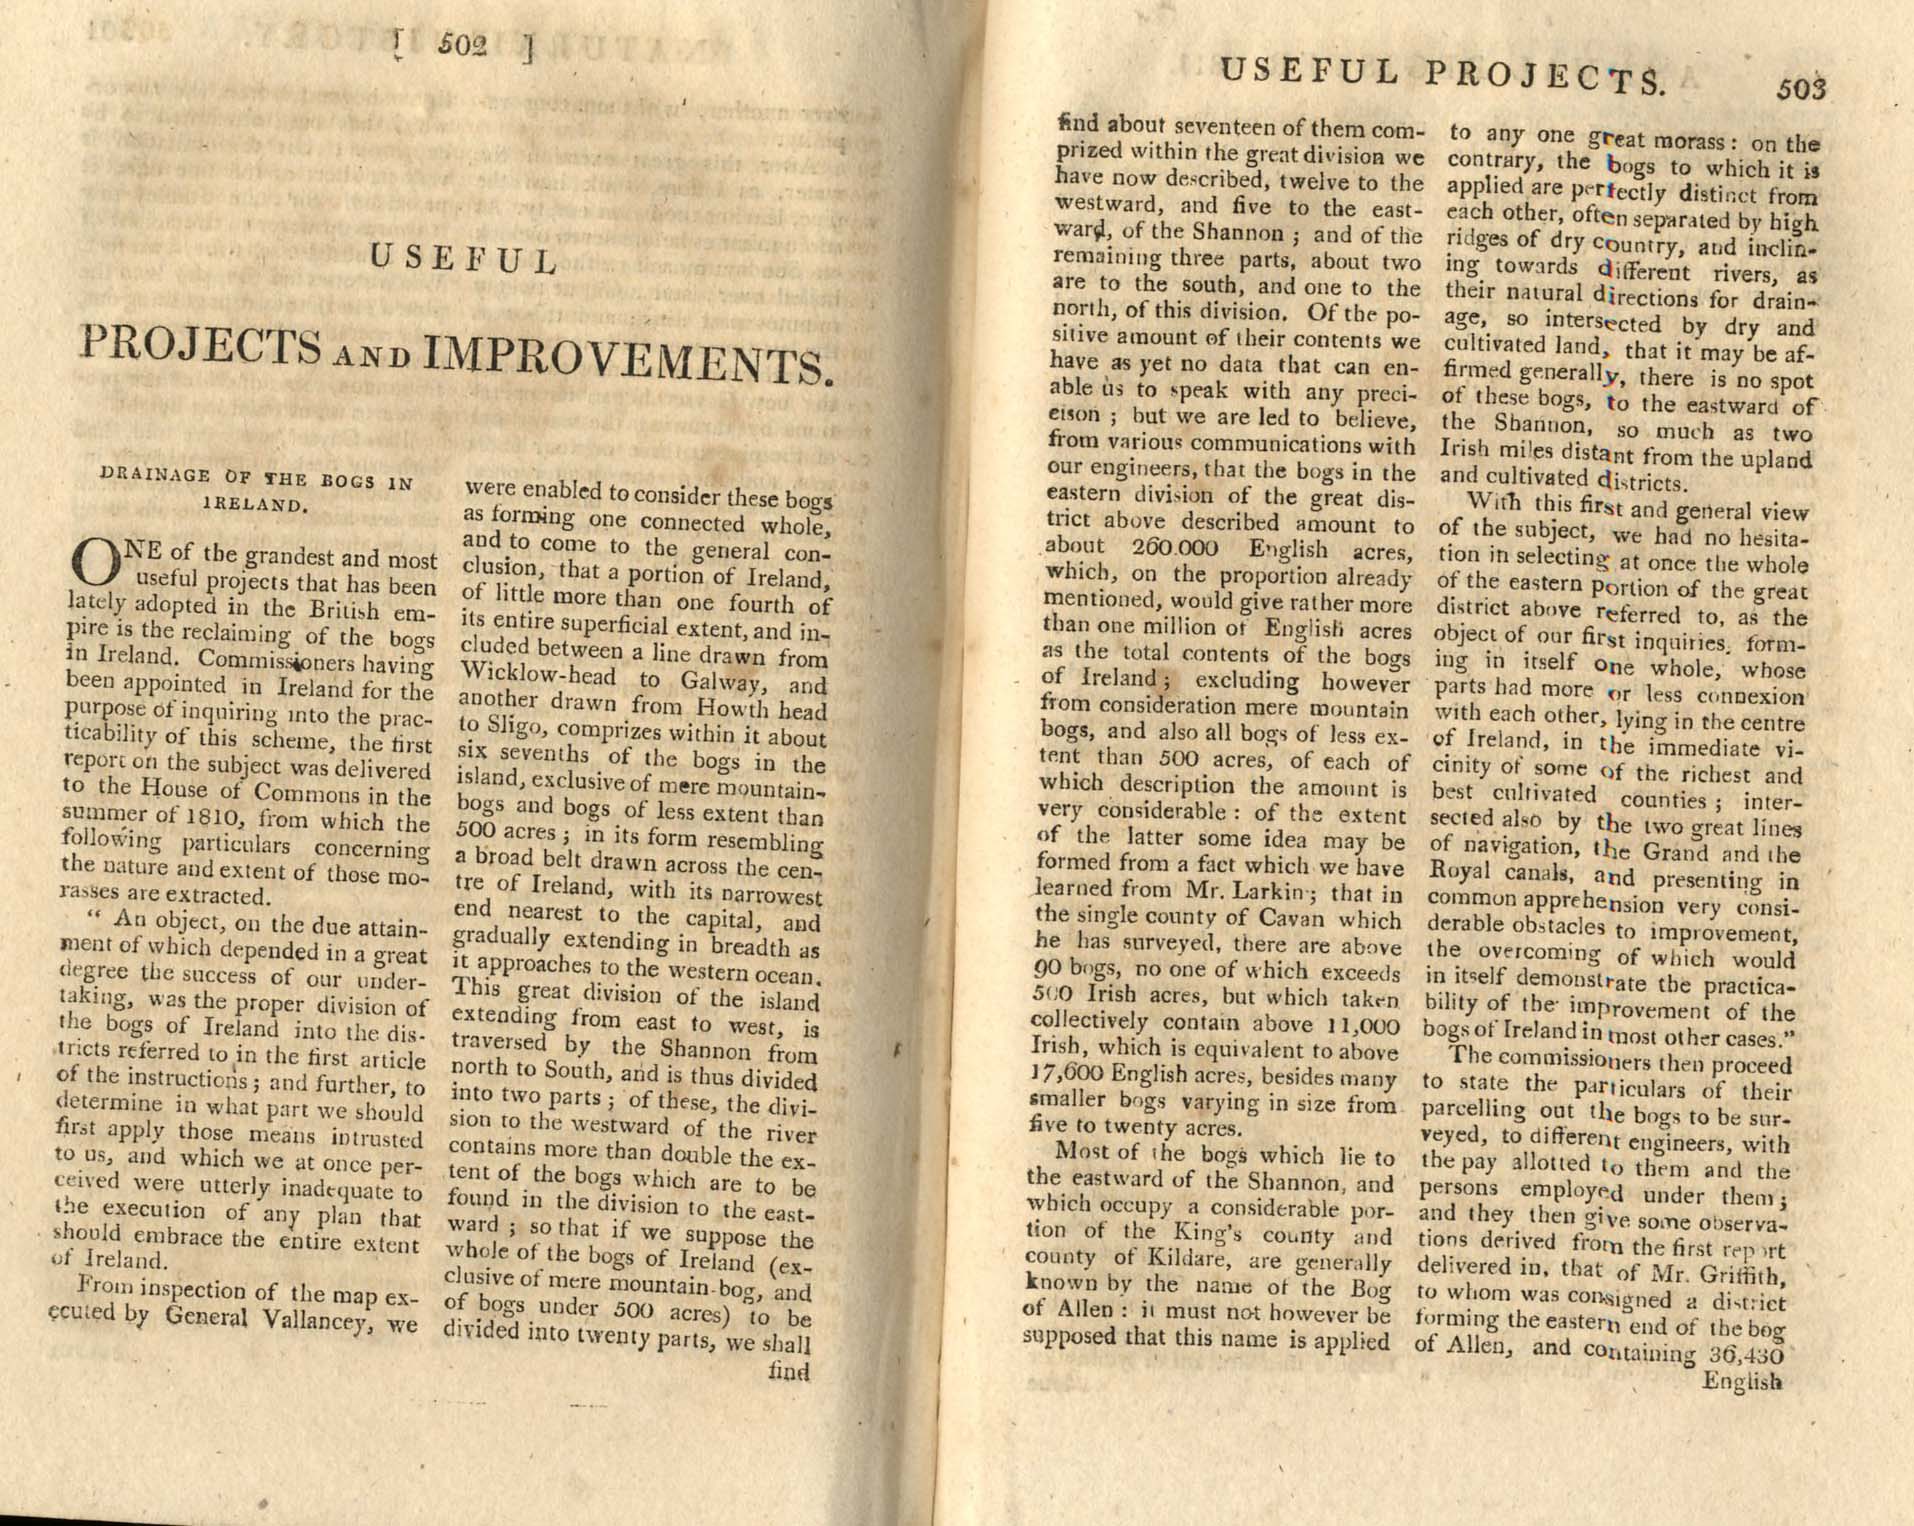 [ 502 ]
USEFUL
PROJECTS AND IMPROVEMENTS.
DRAINAGE OF THE BOGS IN
IRELAND.
ONE of the grandest and most
useful projects that has been
lately adopted in the British em-
pire is the reclaiming of the bogs
in Ireland. Commissioners having
been appointed in Ireland for the
purpose of inquiring into the prac-
ticability of this scheme, the first
report on the subject was delivered
to the House of Commons in the
summer of 1810, from which the
following particulars concerning
the nature and extent of those mo-
rasses are extracted.
“ An object, on the due attain-
ment of which depended in a great
degree the success of our under-
taking, was the proper division of
the bogs of Ireland into the dis-
tricts referred to in the first article
of the instructions; and further, to
determine in what part we should
first apply those means intrusted
to us, and which we at once per-
ceived were utterly inadequate to
the execution of any plan that
should embrace the entire extent
of Ireland.
From inspection of the map ex-
ecuted by General Vallancey, we
were enabled to consider these bogs
as forming one connected whole,
and to come to the general con-
clusion, that a portion of Ireland,
of little more than one fourth of
its entire superficial extent, and in-
cluded between a line drawn from
Wicklow-head to Galway, and
another drawn from Howth head
to Sligo, comprizes within it about
six sevenths of the bogs in the
island, exclusive of mere mountain-
bogs and bogs of less extent than
500 acres; in its form resembling
a broad belt drawn across the cen-
tre of Ireland, with its narrowest
end nearest to the capital, and
gradually extending in breadth as
it approaches to the western ocean.
This great division of the island
extending from east to west, is
traversed by the Shannon from
north to South, and is thus divided
into two parts; of these, the divi-
sion to the westward of the river
contains more than double the ex-
tent of the bogs which are to be
found in the division to the east-
ward; so that if we suppose the
whole of the bogs of Ireland (ex-
clusive of mere mountain-bog, and
of bogs under 500 acres) to be
divided into twenty parts, we shall
find
USEFUL PROJECTS. 503
find about seventeen of them com-
prized within the great division we
have now described, twelve to the
westward, and five to the east-
ward, of the Shannon; and of the
remaining three parts, about two
are to the south, and one to the
north, of this division. Of the po-
sitive amount of their contents we
have as yet no data that can en-
able us to speak with any preci-
eison; but we are led to believe,
from various communications with
our engineers, that the bogs in the
eastern division of the great dis-
trict above described amount to
about 260.000 English acres,
which, on the proportion already
mentioned, would give rather more
than one million of English acres
as the total contents of the bogs
of Ireland; excluding however
from consideration mere mountain
bogs, and also all bogs of less ex-
tent than 500 acres, of each of
which description the amount is
very considerable: of the extent
of the latter some idea may be
formed from a fact which we have
learned from Mr. Larkin; that in
the single county of Cavan which
he has surveyed, there are above
90 bogs, no one of which exceeds
500 Irish acres, but which taken
collectively contain above 11,000
Irish, which is equivalent to above
17,600 English acres, besides many
smaller bogs varying in size from
five to twenty acres.
Most of the bogs which lie to
the eastward of the Shannon, and
which occupy a considerable por-
tion of the King's county and
county of Kildare, are generally
known by the name of the Bog
of Allen: it must not however be
supposed that this name is applied
to any one great morass: on the
contrary, the bogs to which it is
applied are perfectly distinct from
each other, often separated by high
ridges of dry country, and inclin-
ing towards different rivers, as
their natural directions for drain-
age, so intersected by dry and
cultivated land, that it may be af-
firmed generally, there is no spot
of these bogs, to the eastward of
the Shannon, so much as two
Irish miles distant from the upland
and cultivated districts.
With this first and general view
of the subject, we had no hesita-
tion in selecting at once the whole
of the eastern portion of the great
district above referred to, as the
object of our first inquiries, form-
ing in itself one whole, whose
parts had more or less connexion
with each other, lying in the centre
of Ireland, in the immediate vi-
cinity of some of the richest and
best cultivated counties; inter-
sected also by the two great lines
of navigation, the Grand and the
Royal canals, and presenting in
common apprehension very consi-
derable obstacles to improvement,
the overcoming of which would
in itself demonstrate the practica-
bility of the improvement of the
bogs of Ireland in most other cases.”
The commissioners then proceed
to state the particulars of their
parcelling out the bogs to be sur-
veyed, to different engineers, with
the pay allotted to them and the
persons employed under them;
and they then give some observa-
tions derived from the first report
delivered in, that of Mr. Griffith,
to whom was consigned a district
forming the eastern end of the bog
of Allen, and containing 36,430
English